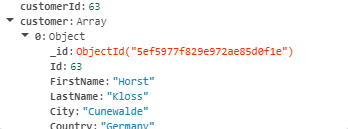 customerId: 63
customer: Array
0: Object
_id: ObjectId("5ef5977f829e972ae85d0f1e")
Id: 63
FirstName: "Horst"
LastName: "Kloss"
City: "Cunewalde"
Country: "Germany"